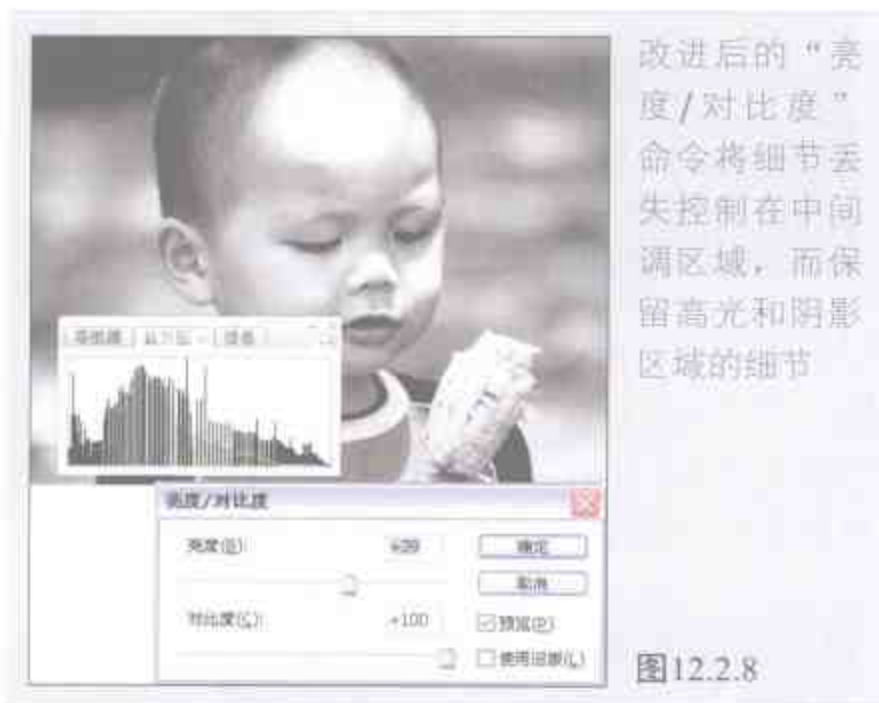 改进后的“亮
度/对比度”
命令将细节丢
失控制在中间
调区域，而保
留高光和阴影
区域的细节
直方图
亮度/对比度
亮度(B):
确定
取消
对比度(C):
+100
预览(P)
使用旧版(L)
图12.2.8